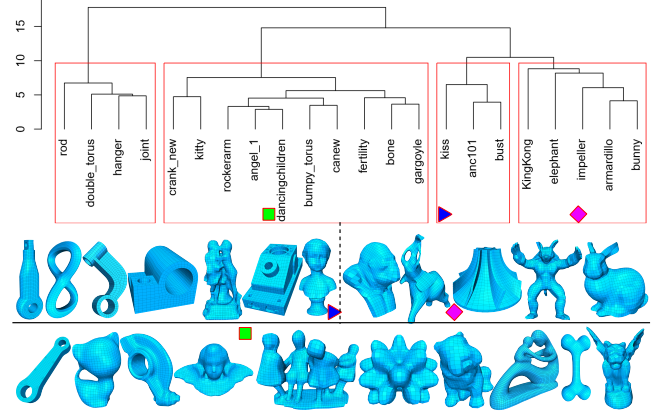 15
10
5
0
rod
double_torus
hanger
joint
crank_new
kitty
rockerarm
angel_1
dancingchildren
bumpy_torus
canew
fertility
bone
gargoyle
kiss
anc101
bust
KingKong
elephant
impeller
armardillo
bunny